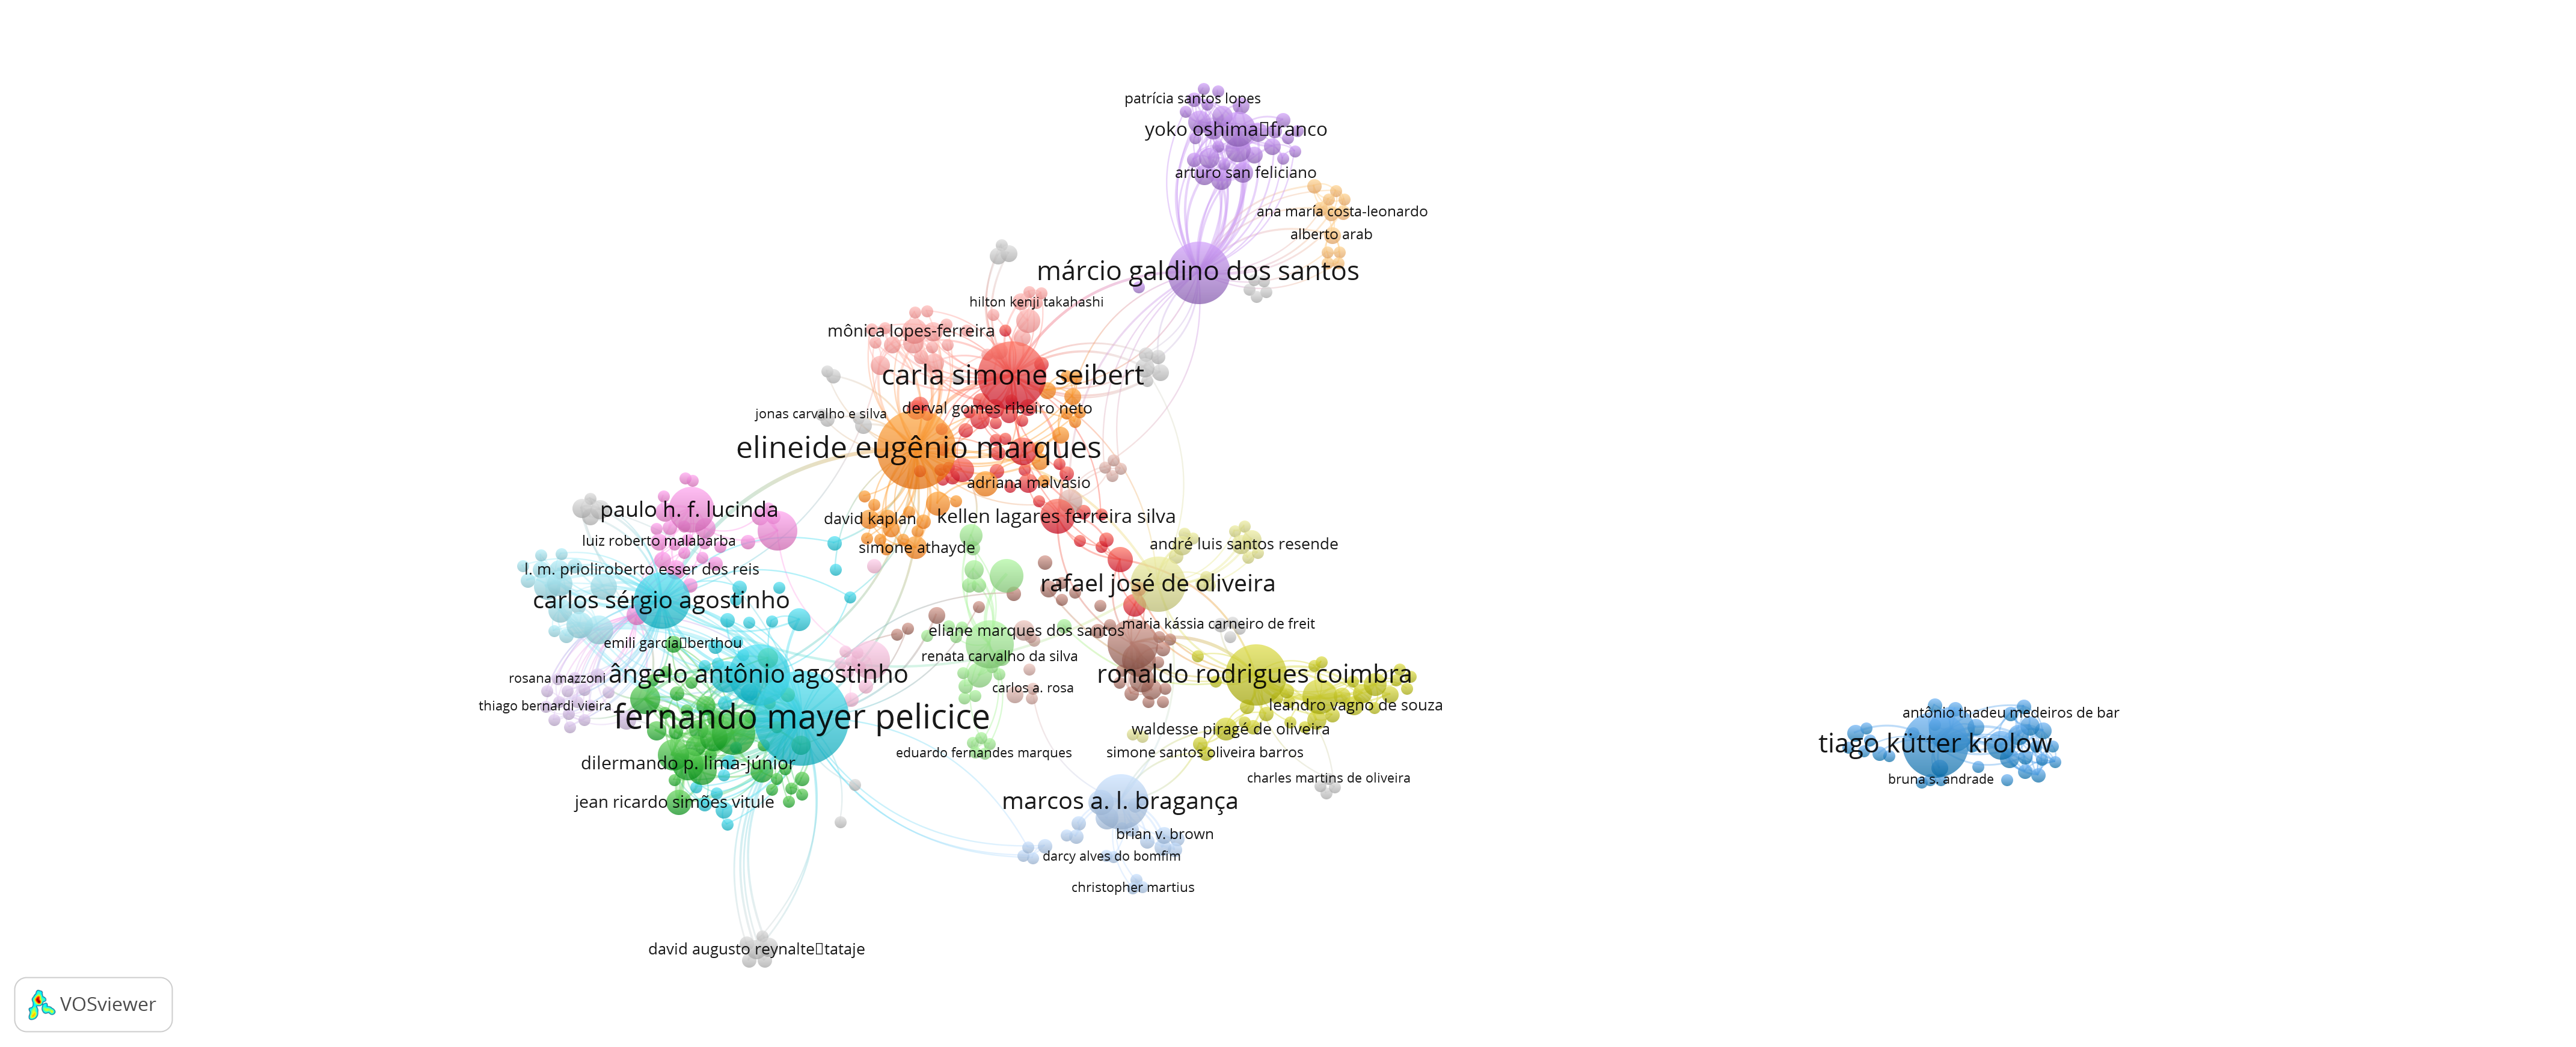 patrícia santos lopes
yoko oshima▯franco
arturo san feliciano
ana maría costa-leonardo
alberto arab
márcio galdino dos santos
hilton kenji takahashi
mônica lopes-ferreira
carla simone seibert
derval gomes ribeiro neto
jonas carvalho e silva
elineide eugênio marques
adriana malvásio
paulo h. f. lucinda
david kaplan
kellen lagares ferreira silva
luiz roberto malabarba
simone athayde
andré luis santos resende
l. m. prioli
roberto esser dos reis
rafael josé de oliveira
carlos sérgio agostinho
maria kássia carneiro de freit
eliane marques dos santos
emili garcía▯berthou
renata carvalho da silva
rosana mazzoni
ângelo antônio agostinho
carlos a. rosa
ronaldo rodrigues coimbra
thiago bernardi vieira
leandro vagno de souza
fernando mayer pelicice
antônio thadeu medeiros de bar
waldesse piragé de oliveira
tiago kütter krolow
eduardo fernandes marques
simone santos oliveira barros
dilermando p. lima-júnior
charles martins de oliveira
bruna s. andrade
jean ricardo simões vitule
marcos a. l. bragança
brian v. brown
darcy alves do bomfim
christopher martius
david augusto reynalte▯tataje
VOSviewer